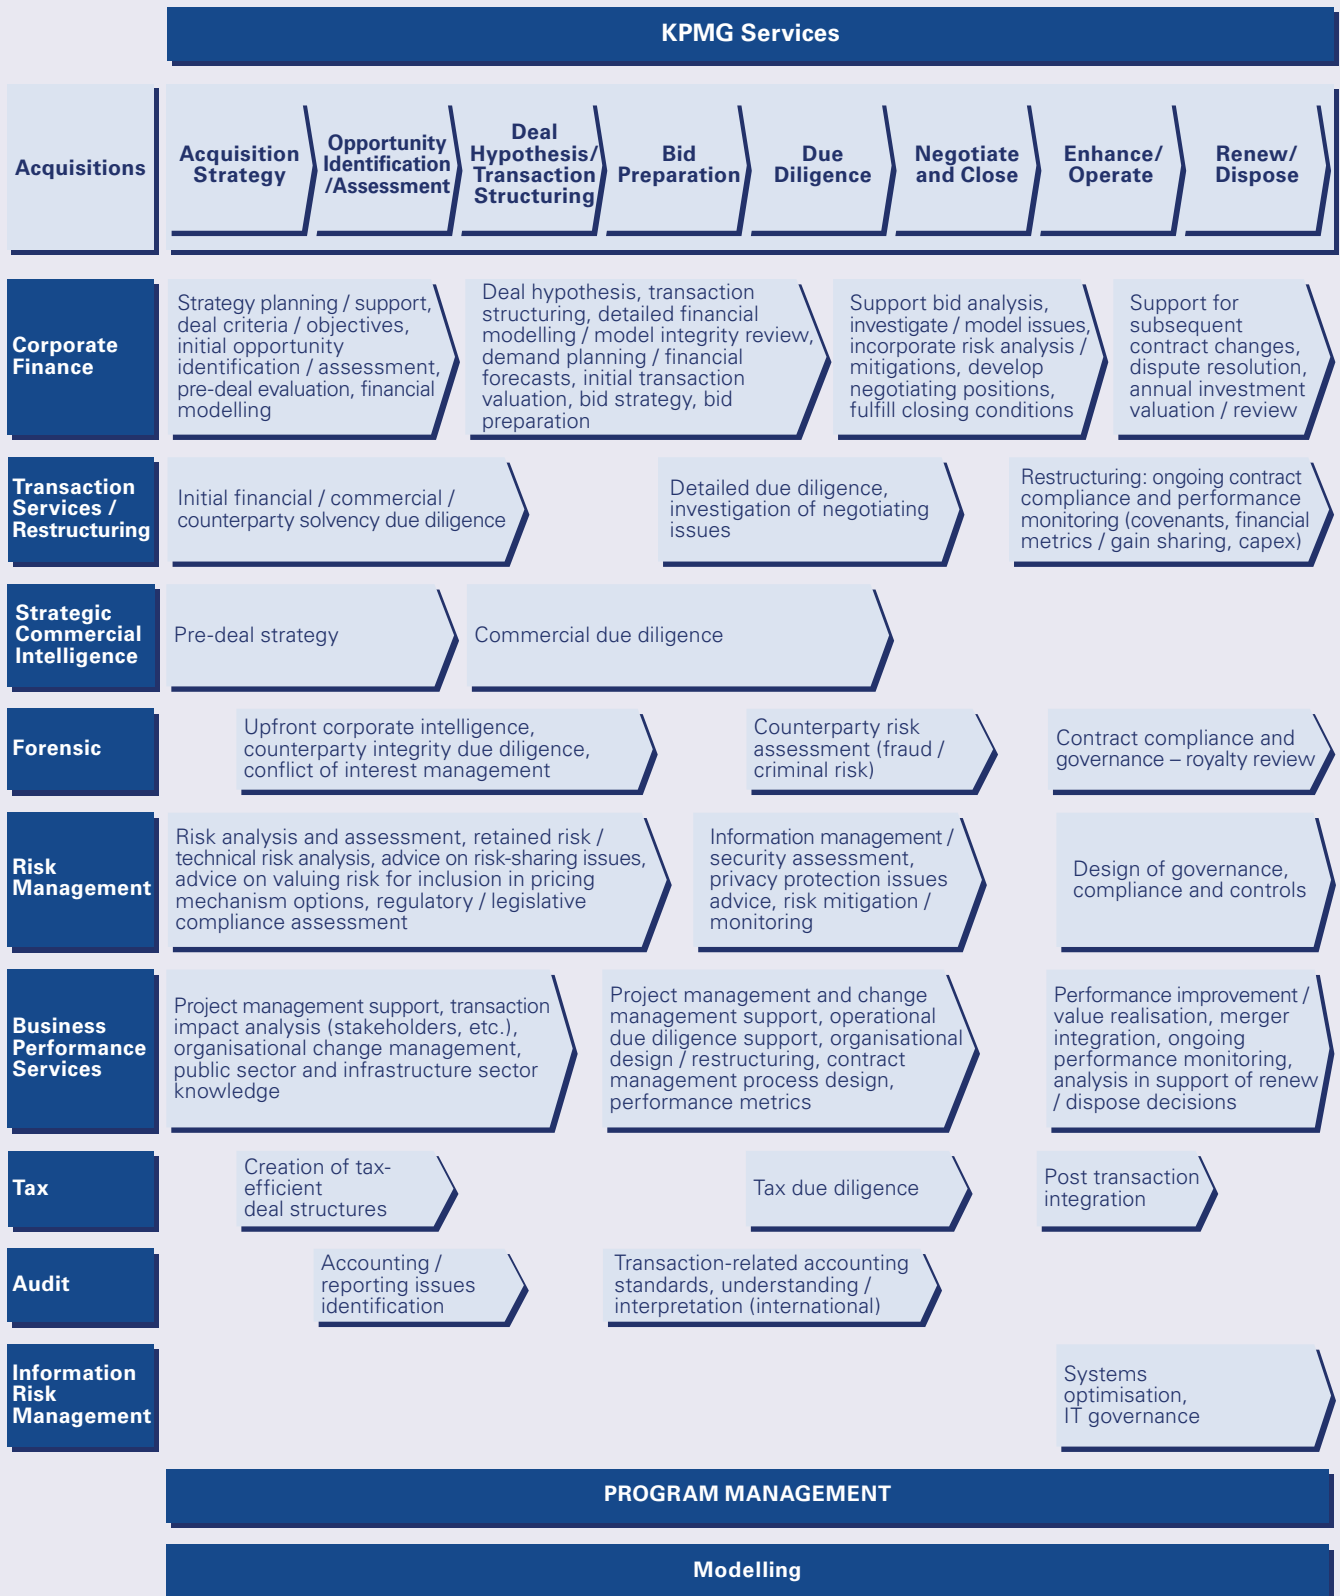 KPMG Services
Acquisitions
Acquisition
Strategy
Opportunity
Identification
/Assessment
Deal
Hypothesis/
Transaction
Structuring
Bid
Preparation
Due
Diligence
Negotiate
and Close
Enhance/
Operate
Renew/
Dispose
Corporate
Finance
Strategy planning / support,
deal criteria / objectives,
initial opportunity
identification / assessment,
pre-deal evaluation, financial
modelling
Deal hypothesis, transaction
structuring, detailed financial
modelling / model integrity review,
demand planning / financial
forecasts, initial transaction
valuation, bid strategy, bid
preparation
Support bid analysis,
investigate / model issues,
incorporate risk analysis /
mitigations, develop
negotiating positions,
fulfill closing conditions
Support for
subsequent
contract changes,
dispute resolution,
annual investment
valuation / review
Transaction
Services /
Restructuring
Initial financial / commercial /
counterparty solvency due diligence
Detailed due diligence,
investigation of negotiating
issues
Restructuring: ongoing contract
compliance and performance
monitoring (covenants, financial
metrics / gain sharing, capex)
Strategic
Commercial
Intelligence
Pre-deal strategy
Commercial due diligence
Forensic
Upfront corporate intelligence,
counterparty integrity due diligence,
conflict of interest management
Counterparty risk
assessment (fraud /
criminal risk)
Contract compliance and
governance – royalty review
Risk
Management
Risk analysis and assessment, retained risk /
technical risk analysis, advice on risk-sharing issues,
advice on valuing risk for inclusion in pricing
mechanism options, regulatory / legislative
compliance assessment
Information management /
security assessment,
privacy protection issues
advice, risk mitigation /
monitoring
Design of governance,
compliance and controls
Business
Performance
Services
Project management support, transaction
impact analysis (stakeholders, etc.),
organisational change management,
public sector and infrastructure sector
knowledge
Project management and change
management support, operational
due diligence support, organisational
design / restructuring, contract
management process design,
performance metrics
Performance improvement /
value realisation, merger
integration, ongoing
performance monitoring,
analysis in support of renew
/ dispose decisions
Tax
Creation of tax-
efficient
deal structures
Tax due diligence
Post transaction
integration
Audit
Accounting /
reporting issues
identification
Transaction-related accounting
standards, understanding /
interpretation (international)
Information
Risk
Management
Systems
optimisation,
IT governance
PROGRAM MANAGEMENT
Modelling